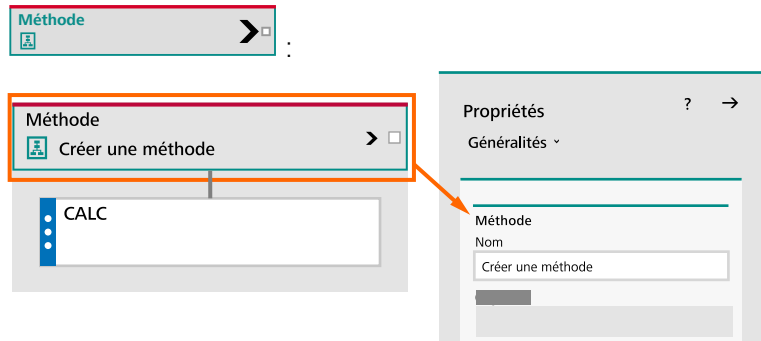 Méthode
:
Méthode
Créer une méthode
CALC
Propriétés ? →
Généralités ˅
Méthode
Nom
Créer une méthode